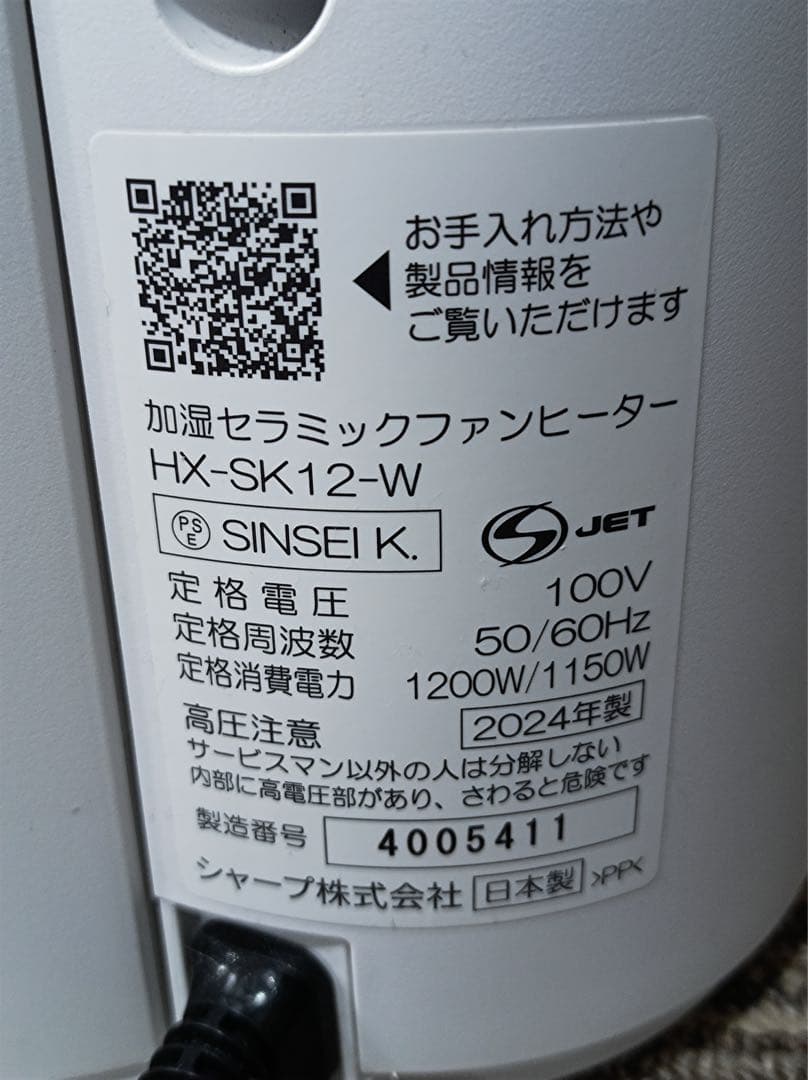 お手入れ方法や
製品情報を
ご覧いただけます
加湿セラミックファンヒーター
HX-SK12-W
PS E SINSEI K.
S JET
定格電圧 100V
定格周波数 50/60Hz
定格消費電力 1200W/1150W
高圧注意 2024年製
サービスマン以外の人は分解しない
内部に高電圧部があり、さわると危険です
製造番号 4005411
シャープ株式会社 日本製 >PP<